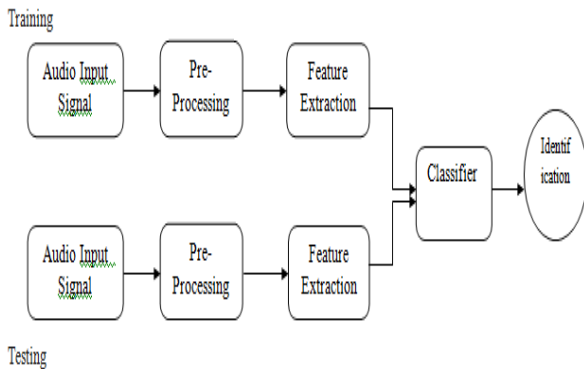 Training
Audio Input
Signal
Pre-
Processing
Feature
Extraction
Classifier
Identif
ication
Audio Input
Signal
Pre-
Processing
Feature
Extraction
Testing